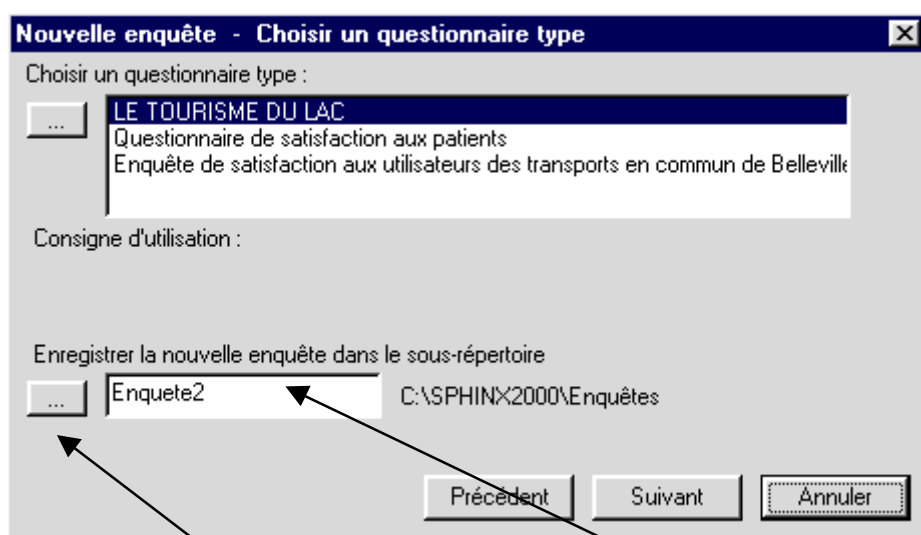 Nouvelle enquête - Choisir un questionnaire type
Choisir un questionnaire type :
...
LE TOURISME DU LAC
Questionnaire de satisfaction aux patients
Enquête de satisfaction aux utilisateurs des transports en commun de Belleville
Consigne d'utilisation :
Enregistrer la nouvelle enquête dans le sous-répertoire
... Enquete2 C:\SPHINX2000\Enquêtes
Précédent Suivant Annuler